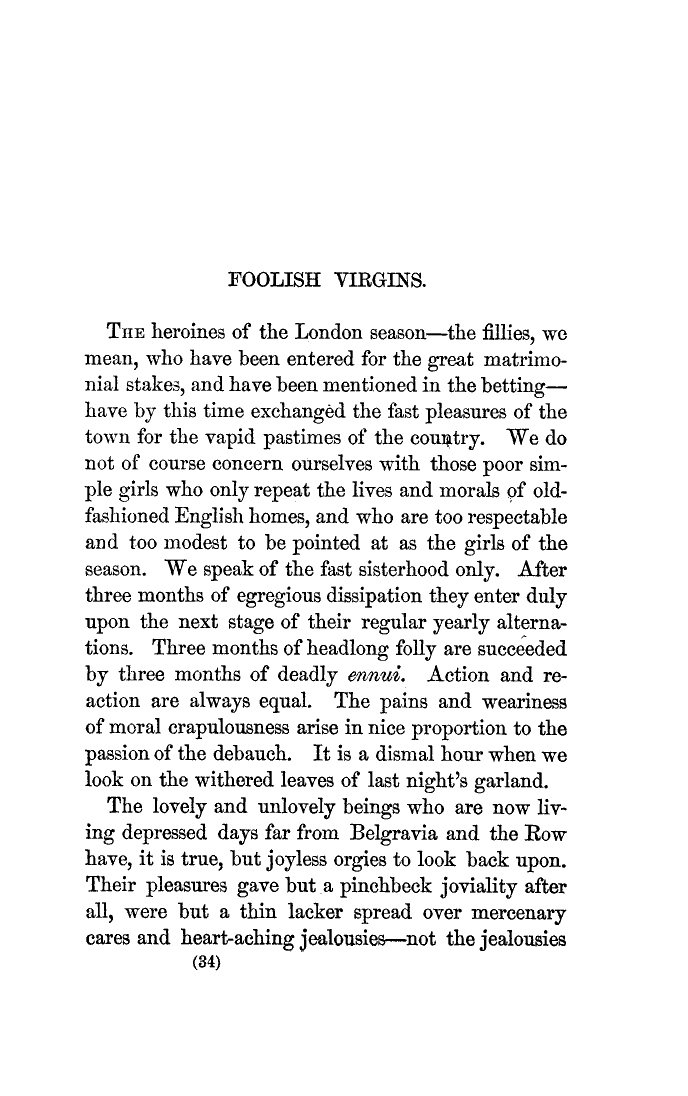 FOOLISH VIRGINS.
THE heroines of the London season—the fillies, we
mean, who have been entered for the great matrimo-
nial stakes, and have been mentioned in the betting—
have by this time exchanged the fast pleasures of the
town for the vapid pastimes of the country. We do
not of course concern ourselves with those poor sim-
ple girls who only repeat the lives and morals of old-
fashioned English homes, and who are too respectable
and too modest to be pointed at as the girls of the
season. We speak of the fast sisterhood only. After
three months of egregious dissipation they enter duly
upon the next stage of their regular yearly alterna-
tions. Three months of headlong folly are succeeded
by three months of deadly ennui. Action and re-
action are always equal. The pains and weariness
of moral crapulousness arise in nice proportion to the
passion of the debauch. It is a dismal hour when we
look on the withered leaves of last night's garland.
The lovely and unlovely beings who are now liv-
ing depressed days far from Belgravia and the Row
have, it is true, but joyless orgies to look back upon.
Their pleasures gave but a pinchbeck joviality after
all, were but a thin lacker spread over mercenary
cares and heart-aching jealousies—not the jealousies
(34)